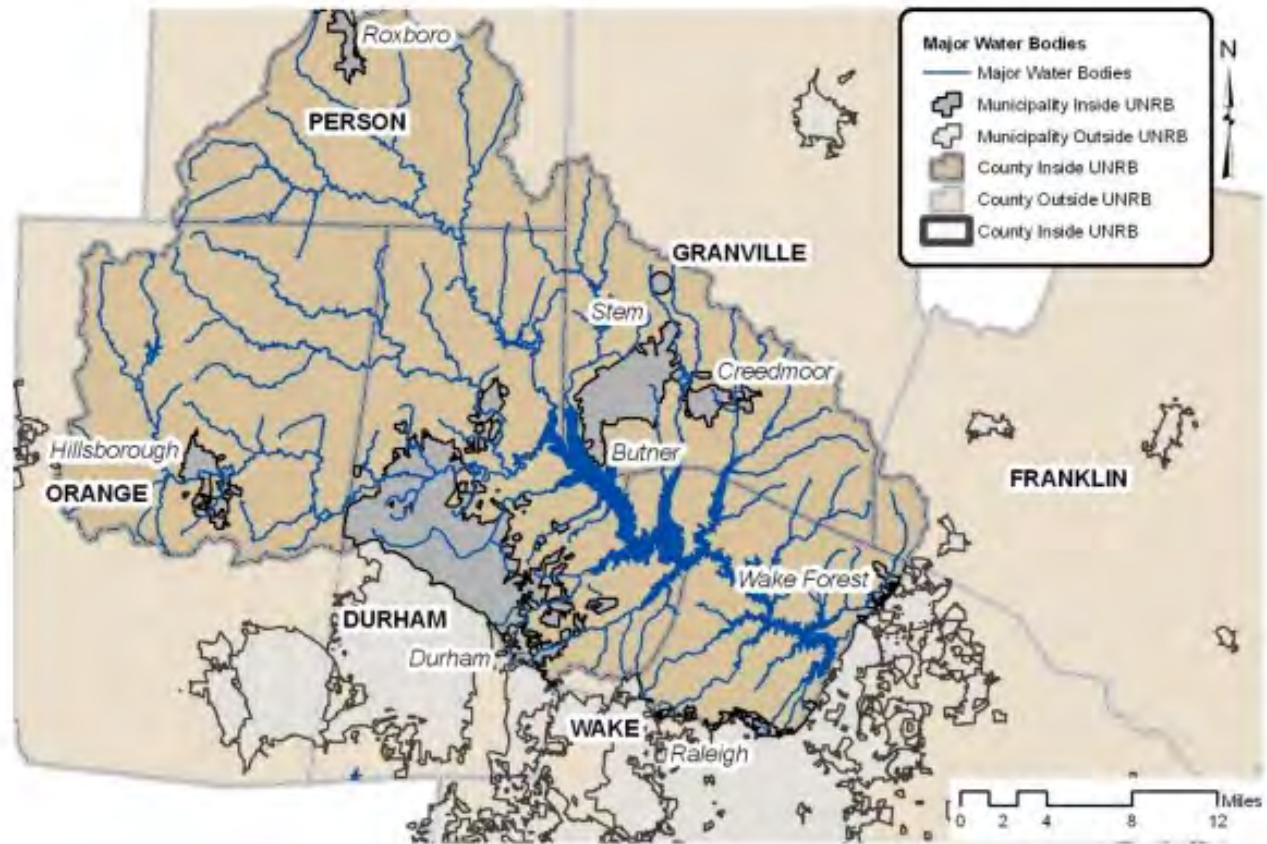 Roxboro
PERSON
Major Water Bodies
Major Water Bodies
Municipality Inside UNRB
Municipality Outside UNRB
County Inside UNRB
County Outside UNRB
County Inside UNRB
N
GRANVILLE
Stem
Creedmoor
Hillsborough
Butner
ORANGE
FRANKLIN
Wake Forest
DURHAM
Durham
WAKE
Raleigh
Miles
0 2 4 8 12